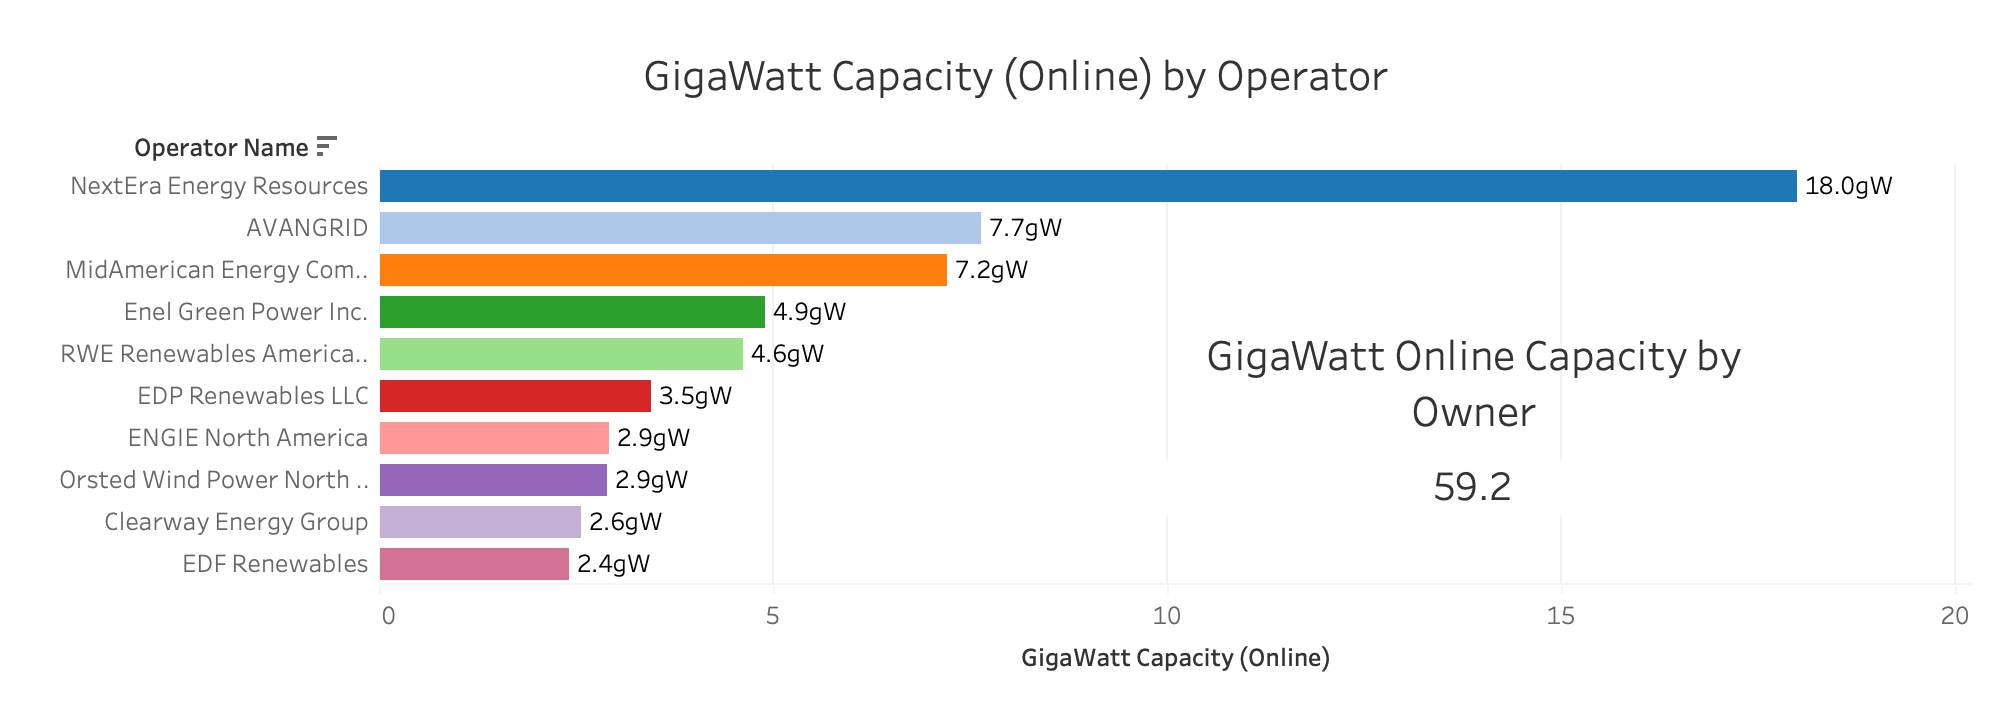 GigaWatt Capacity (Online) by Operator
Operator Name
NextEra Energy Resources 18.0gW
AVANGRID 7.7gW
MidAmerican Energy Com.. 7.2gW
Enel Green Power Inc. 4.9gW
RWE Renewables America.. 4.6gW
EDP Renewables LLC 3.5gW
ENGIE North America 2.9gW
Orsted Wind Power North .. 2.9gW
Clearway Energy Group 2.6gW
EDF Renewables 2.4gW
GigaWatt Online Capacity by
Owner
59.2
0 5 10 15 20
GigaWatt Capacity (Online)